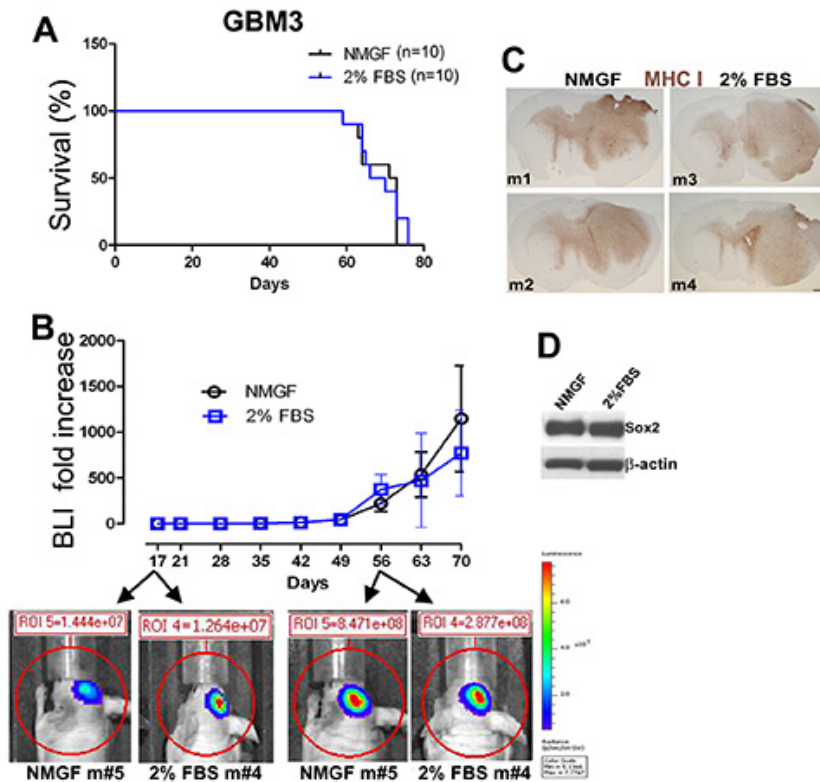 GBM3
A
150
100
50
0
Survival (%)
NMGF (n=10)
2% FBS (n=10)
0 20 40 60 80
Days
B
2000
1500
1000
500
0
BLI fold increase
NMGF
2% FBS
17 21 28 35 42 49 56 63 70
Days
ROI 5=1.444e+07
ROI 4=1.264e+07
ROI 5=8.471e+08
ROI 4=2.877e+08
NMGF m#5 2% FBS m#4 NMGF m#5 2% FBS m#4
C
NMGF MHC I 2% FBS
m1 m3
m2 m4
D
NMGF 2%FBS
Sox2
β-actin
Luminescence
Radiance
Color Scale